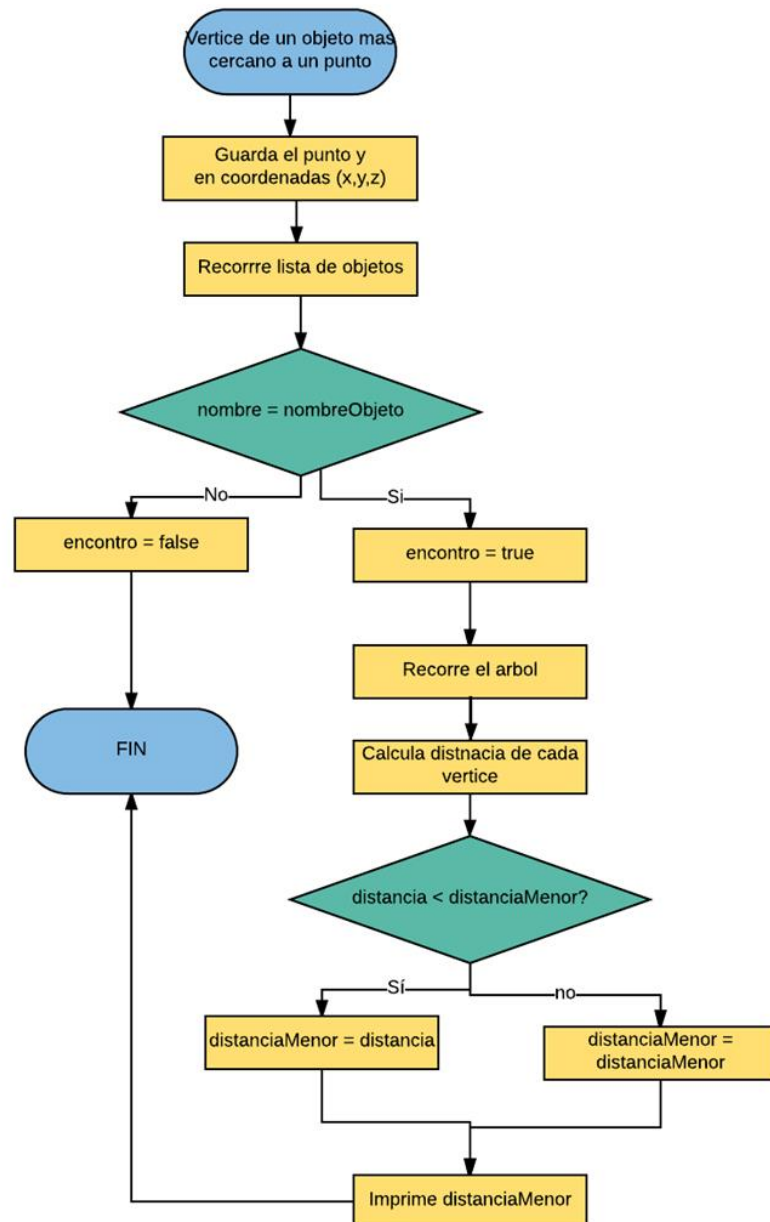 Vertice de un objeto mas
cercano a un punto
Guarda el punto y
en coordenadas (x,y,z)
Recorrre lista de objetos
nombre = nombreObjeto
No
Si
encontro = false
encontro = true
Recorre el arbol
FIN
Calcula distnacia de cada
vertice
distancia < distanciaMenor?
Sí
no
distanciaMenor = distancia
distanciaMenor =
distanciaMenor
Imprime distanciaMenor